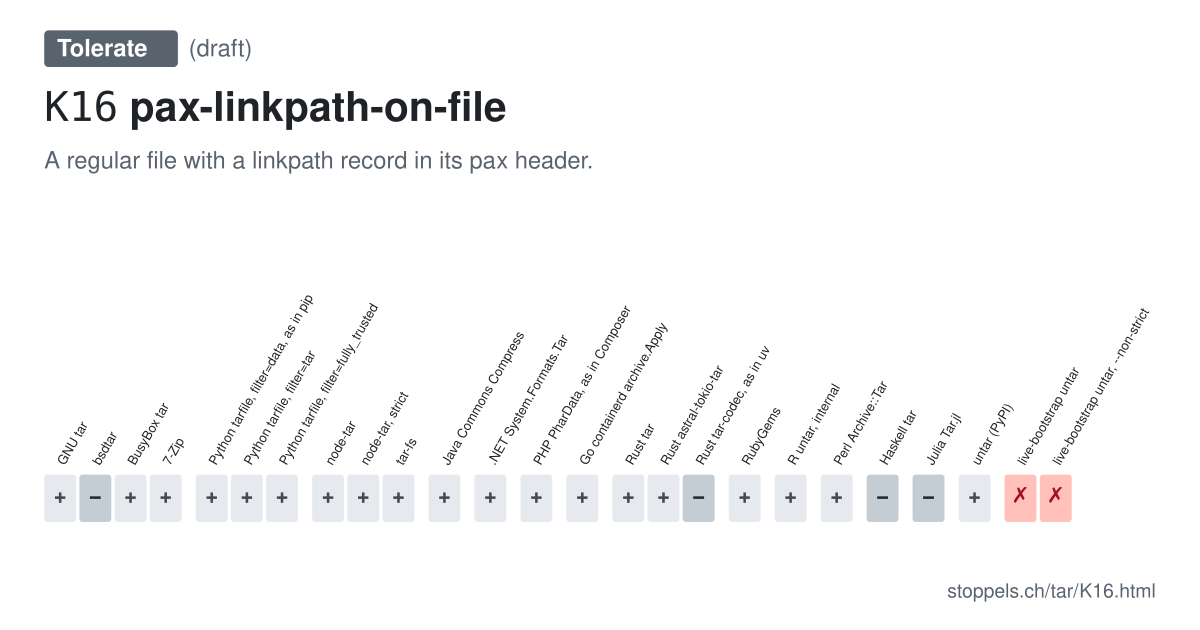 Tolerate (draft)
K16 pax-linkpath-on-file
A regular file with a linkpath record in its pax header.
GNU tar
bsdtar
BusyBox tar
7-Zip
Python tarfile, filter=data, as in pip
Python tarfile, filter=tar
Python tarfile, filter=fully_trusted
node-tar
node-tar, strict
tar-fs
Java Commons Compress
.NET System.Formats.Tar
PHP PharData, as in Composer
Go containerd archive.Apply
Rust tar
Rust astral-tokio-tar
Rust tar-codec, as in uv
RubyGems
R untar, internal
Perl Archive::Tar
Haskell tar
Julia Tar.jl
untar (PyPI)
live-bootstrap untar
live-bootstrap untar, --non-strict
+ − + + + + + + + + + + + + + + − + + + − − + ✗ ✗
stoppels.ch/tar/K16.html